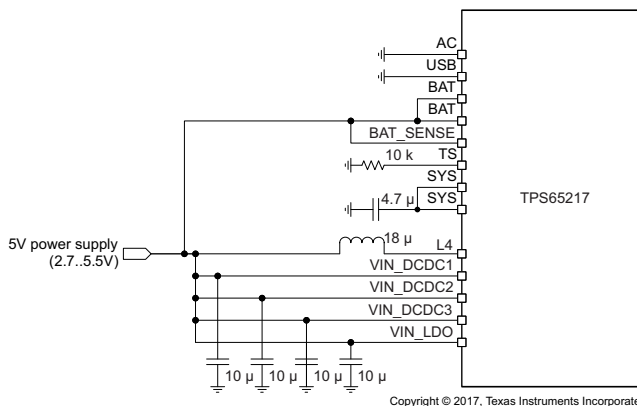 AC
USB
BAT
BAT
BAT_SENSE
10 k
TS
SYS
4.7 µ
SYS
TPS65217
5V power supply
(2.7..5.5V)
18 µ
L4
VIN_DCDC1
VIN_DCDC2
VIN_DCDC3
VIN_LDO
10 µ
10 µ
10 µ
10 µ
Copyright © 2017, Texas Instruments Incorporate